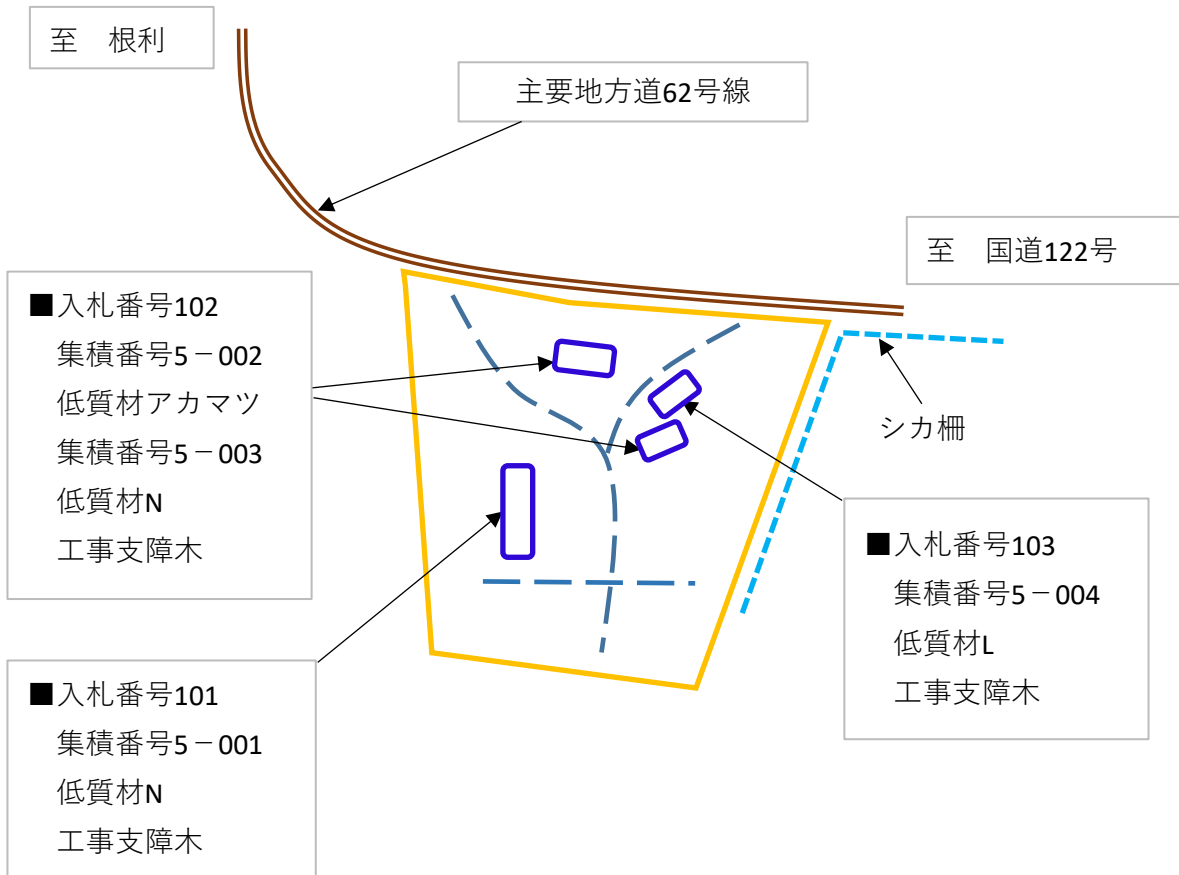 至　根利
主要地方道62号線
至　国道122号
■入札番号102
集積番号5－002
低質材アカマツ
集積番号5－003
低質材N
工事支障木
シカ柵
■入札番号103
集積番号5－004
低質材L
工事支障木
■入札番号101
集積番号5－001
低質材N
工事支障木